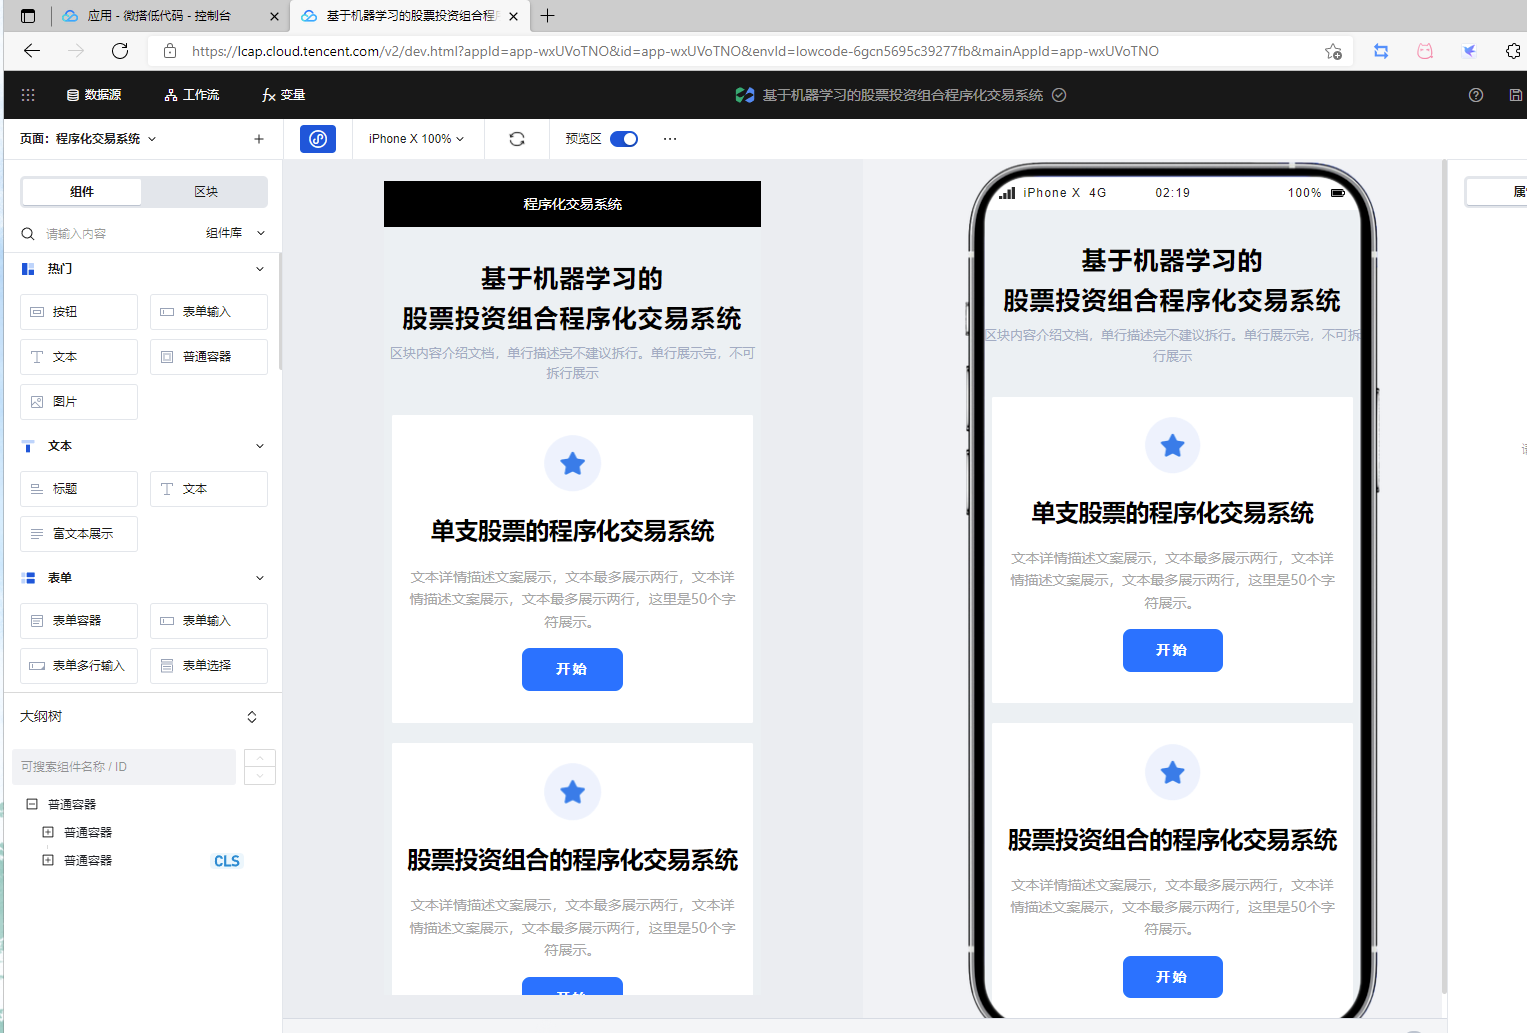 应用 - 微搭低代码 - 控制台
基于机器学习的股票投资组合程
https://lcap.cloud.tencent.com/v2/dev.html?appId=app-wxUVoTNO&id=app-wxUVoTNO&envId=lowcode-6gcn5695c39277fb&mainAppId=app-wxUVoTNO
数据源
工作流
fx 变量
基于机器学习的股票投资组合程序化交易系统
页面：程序化交易系统
iPhone X 100%
预览区
组件
区块
请输入内容
组件库
热门
按钮
表单输入
文本
普通容器
图片
文本
标题
文本
富文本展示
表单
表单容器
表单输入
表单多行输入
表单选择
大纲树
可搜索组件名称 / ID
普通容器
普通容器
普通容器
CLS
程序化交易系统
基于机器学习的
股票投资组合程序化交易系统
区块内容介绍文档，单行描述完不建议拆行。单行展示完，不可
拆行展示
单支股票的程序化交易系统
文本详情描述文案展示，文本最多展示两行，文本详
情描述文案展示，文本最多展示两行，这里是50个字
符展示。
开始
股票投资组合的程序化交易系统
文本详情描述文案展示，文本最多展示两行，文本详
情描述文案展示，文本最多展示两行，这里是50个字
符展示。
开始
iPhone X 4G
02:19
100%
基于机器学习的
股票投资组合程序化交易系统
区块内容介绍文档，单行描述完不建议拆行。单行展示完，不可拆
行展示
单支股票的程序化交易系统
文本详情描述文案展示，文本最多展示两行，文本详
情描述文案展示，文本最多展示两行，这里是50个字
符展示。
开始
股票投资组合的程序化交易系统
文本详情描述文案展示，文本最多展示两行，文本详
情描述文案展示，文本最多展示两行，这里是50个字
符展示。
开始